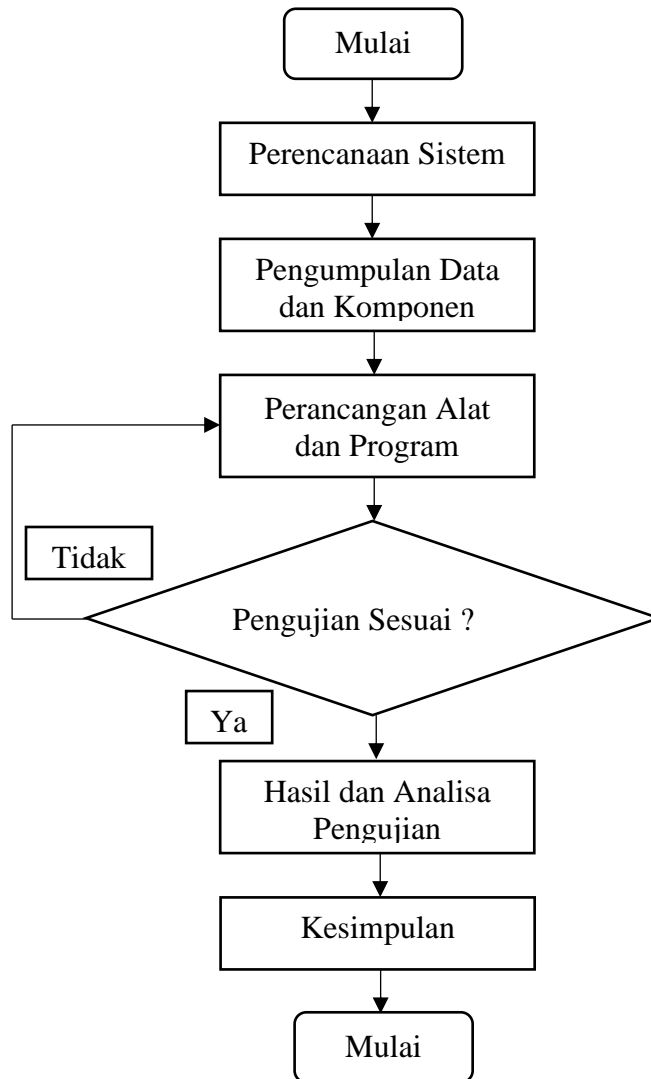 Mulai
Perencanaan Sistem
Pengumpulan Data
dan Komponen
Perancangan Alat
dan Program
Tidak
Pengujian Sesuai ?
Ya
Hasil dan Analisa
Pengujian
Kesimpulan
Mulai